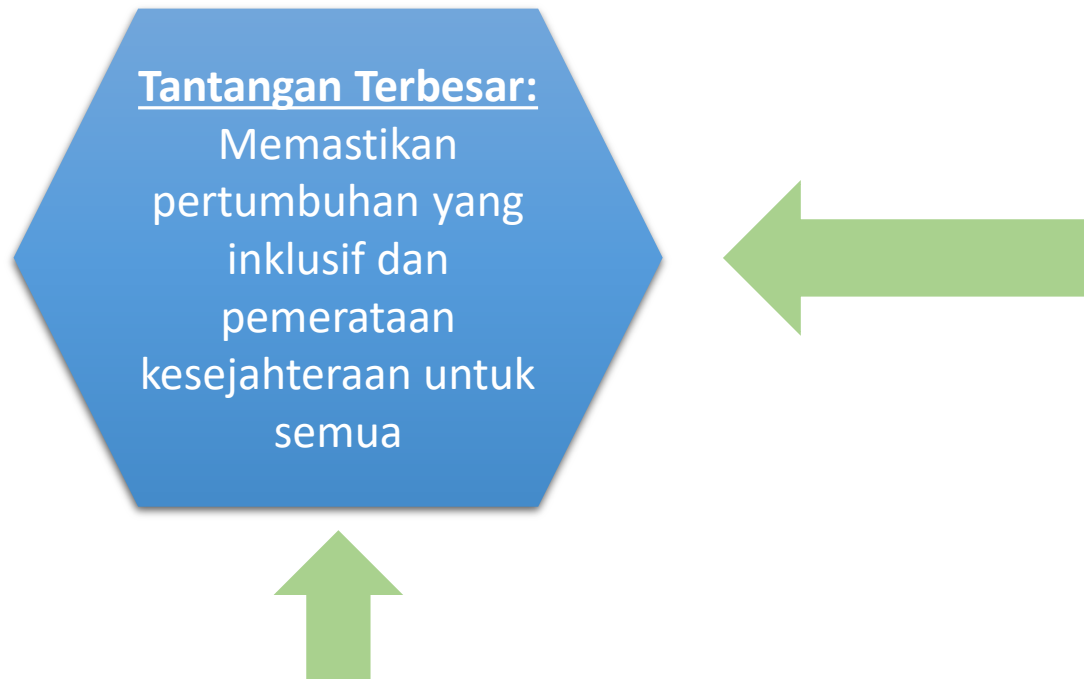 Tantangan Terbesar:
Memastikan
pertumbuhan yang
inklusif dan
pemerataan
kesejahteraan untuk
semua